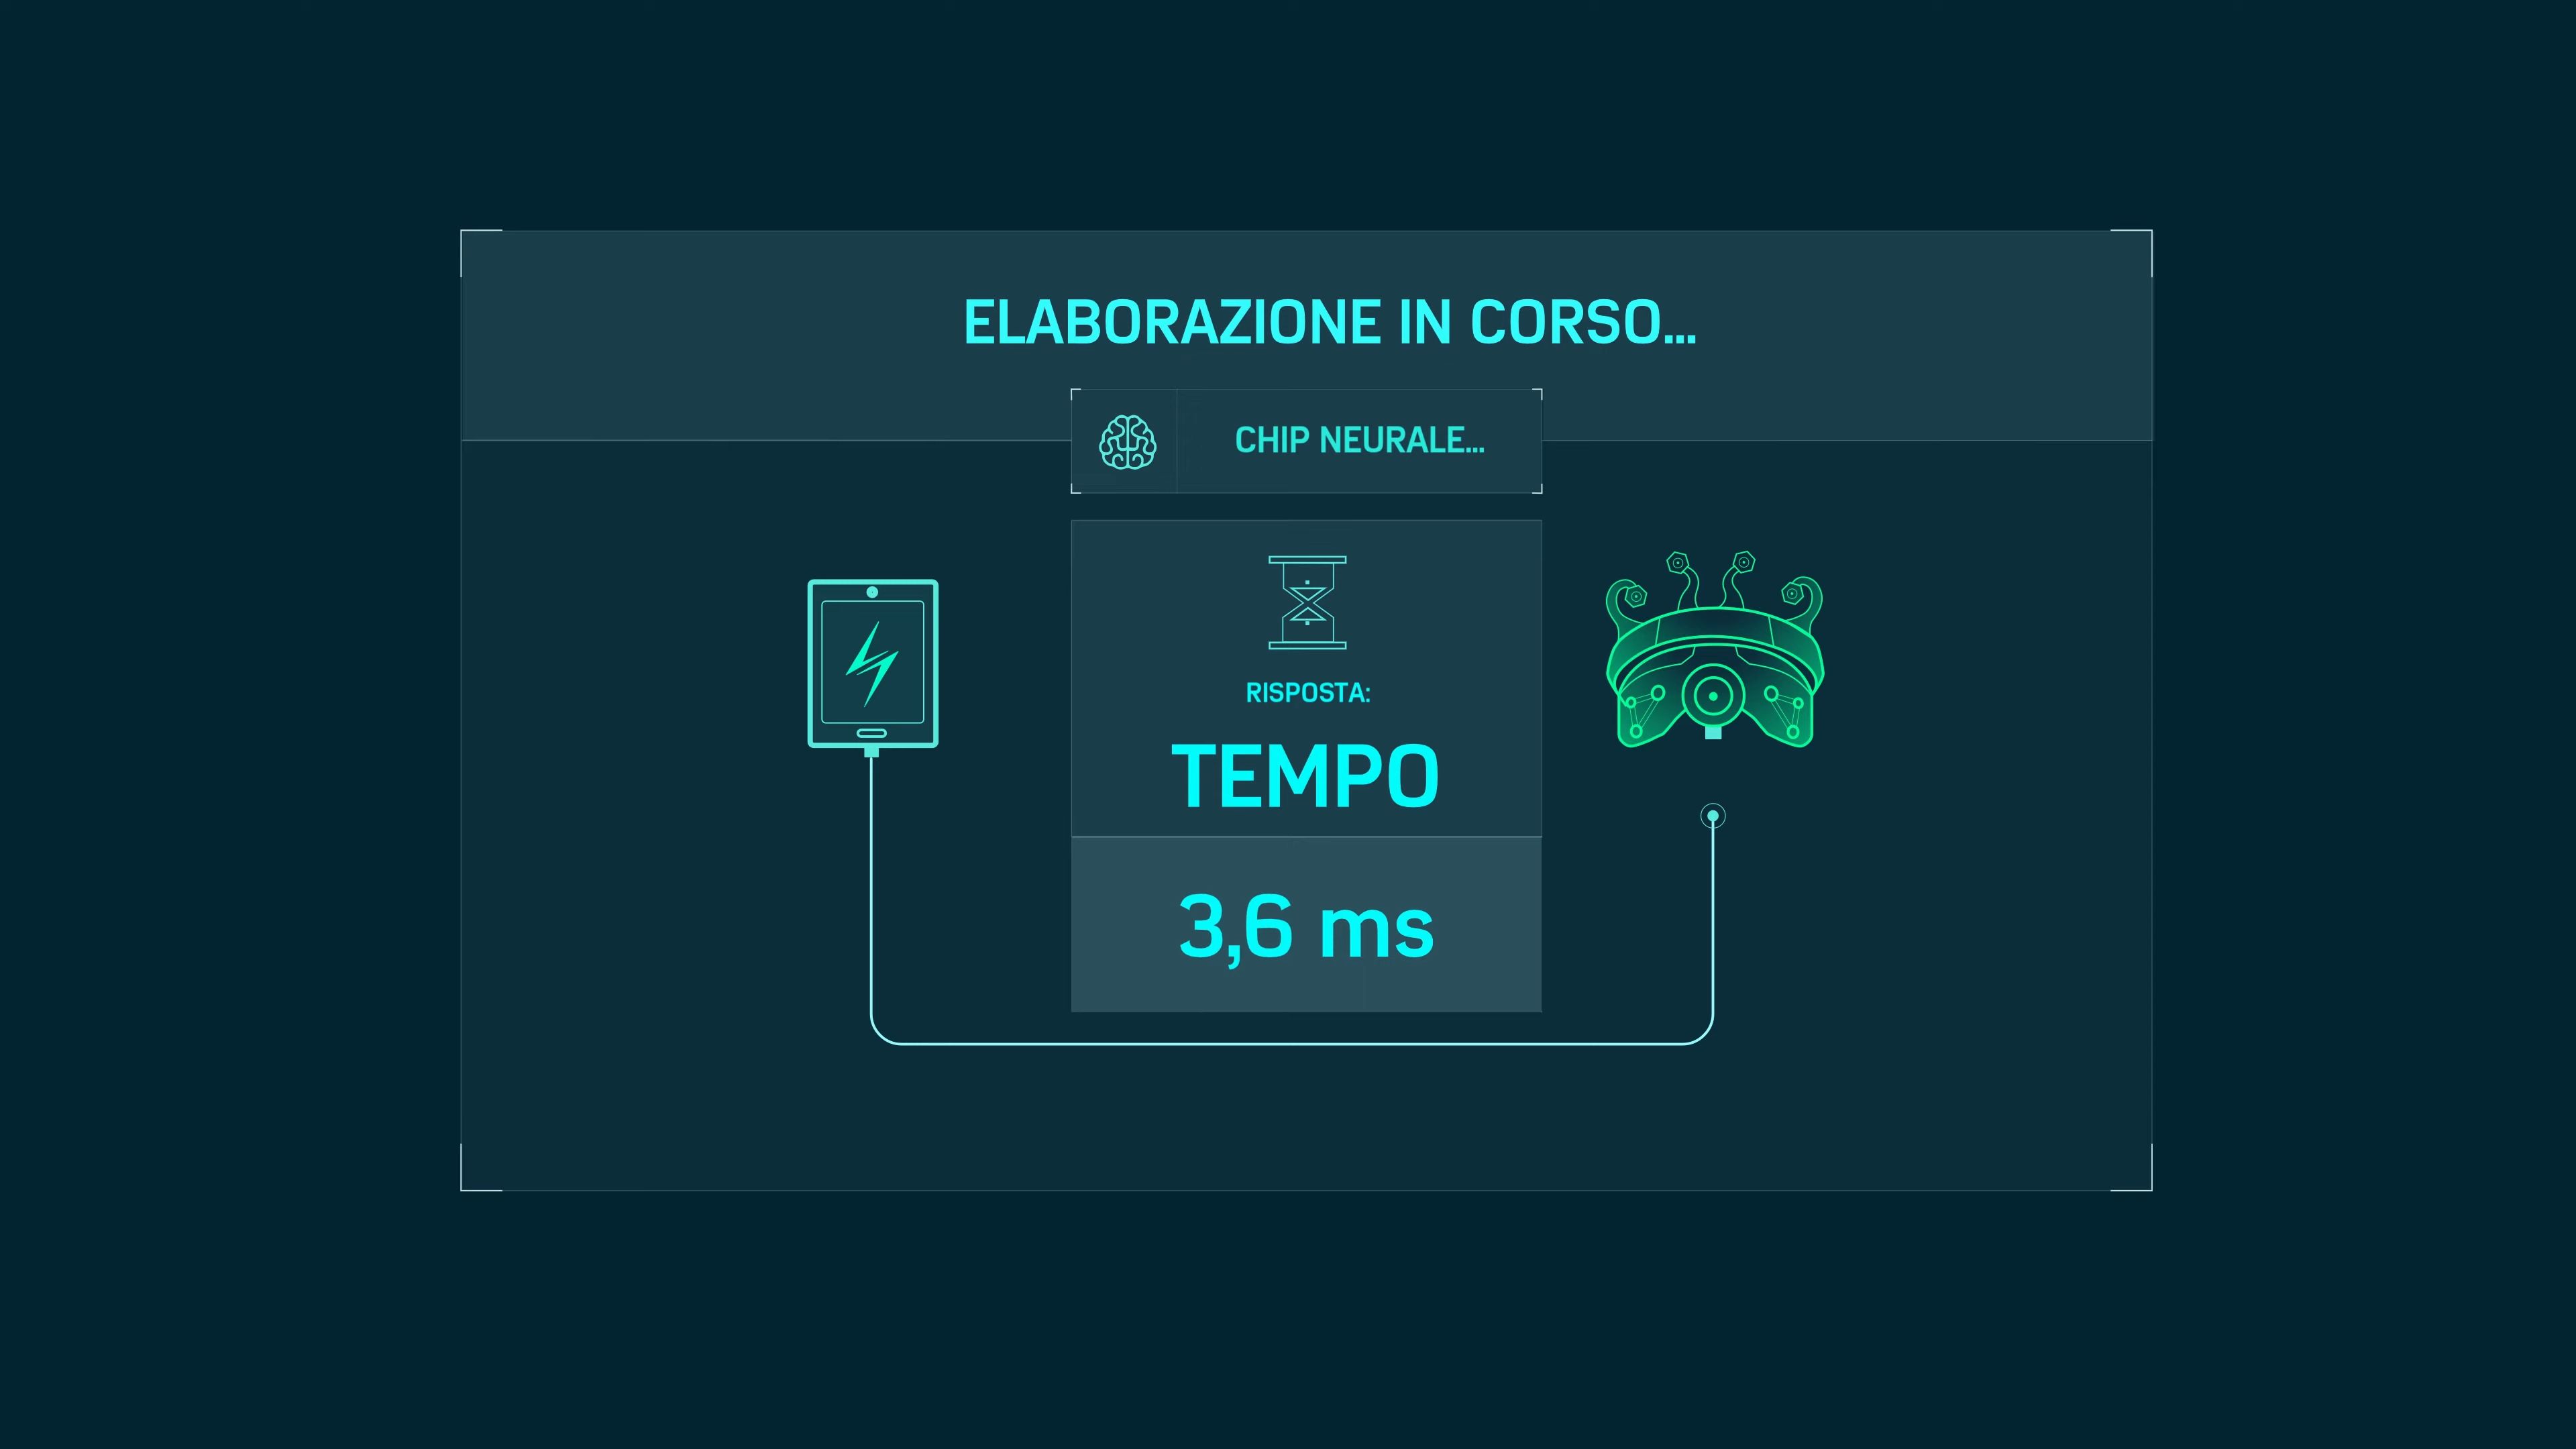 ELABORAZIONE IN CORSO...
CHIP NEURALE...
RISPOSTA:
TEMPO
3,6 ms